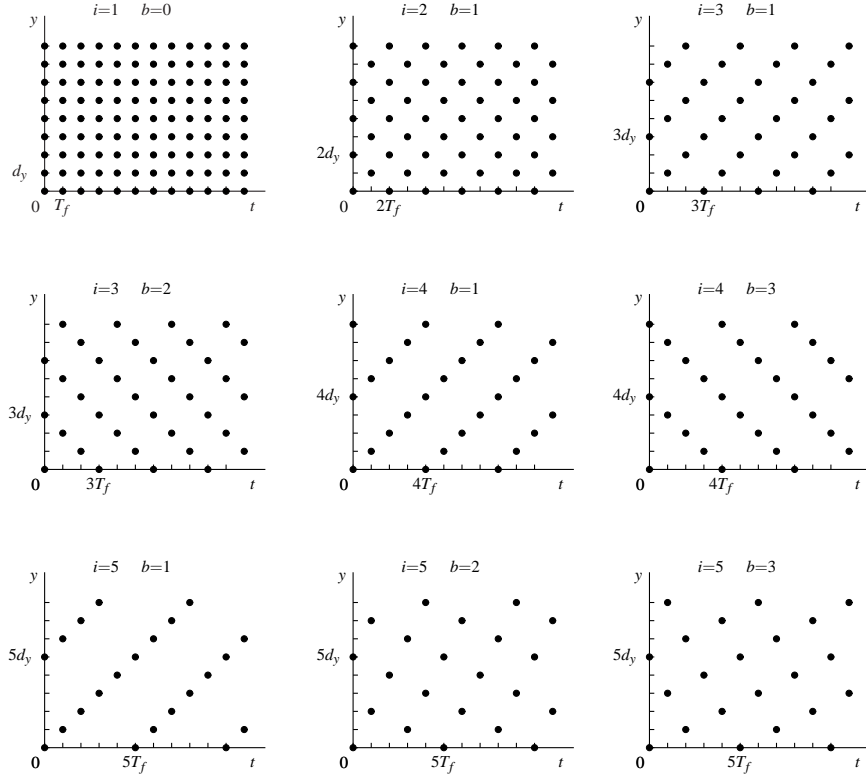 i=1 b=0
y
d_y
0 T_f t
i=2 b=1
y
2d_y
0 2T_f t
i=3 b=1
y
3d_y
0 3T_f t
i=3 b=2
y
3d_y
0 3T_f t
i=4 b=1
y
4d_y
0 4T_f t
i=4 b=3
y
4d_y
0 4T_f t
i=5 b=1
y
5d_y
0 5T_f t
i=5 b=2
y
5d_y
0 5T_f t
i=5 b=3
y
5d_y
0 5T_f t